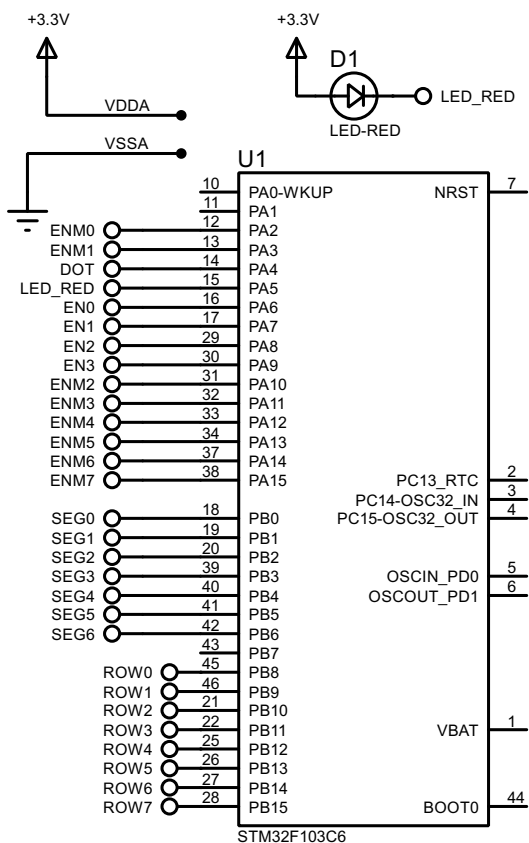 +3.3V +3.3V
D1
VDDA LED_RED
LED-RED
VSSA
U1
10 PA0-WKUP NRST 7
11 PA1
ENM0 12 PA2
ENM1 13 PA3
DOT 14 PA4
LED_RED 15 PA5
EN0 16 PA6
EN1 17 PA7
EN2 29 PA8
EN3 30 PA9
ENM2 31 PA10
ENM3 32 PA11
ENM4 33 PA12
ENM5 34 PA13
ENM6 37 PA14
ENM7 38 PA15
PC13_RTC 2
PC14-OSC32_IN 3
SEG0 18 PB0 PC15-OSC32_OUT 4
SEG1 19 PB1
SEG2 20 PB2
SEG3 39 PB3 OSCIN_PD0 5
SEG4 40 PB4 OSCOUT_PD1 6
SEG5 41 PB5
SEG6 42 PB6
43 PB7
ROW0 45 PB8
ROW1 46 PB9
ROW2 21 PB10
ROW3 22 PB11 VBAT 1
ROW4 25 PB12
ROW5 26 PB13
ROW6 27 PB14
ROW7 28 PB15 BOOT0 44
STM32F103C6